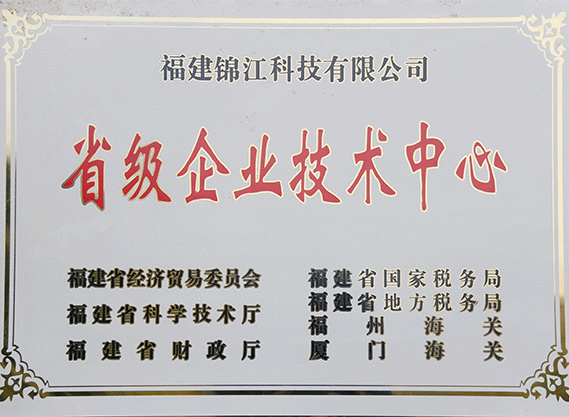 福建锦江科技有限公司
省级企业技术中心
福建省经济贸易委员会
福建省科学技术厅
福建省财政厅
福建省国家税务局
福建省地方税务局
福州海关
厦门海关